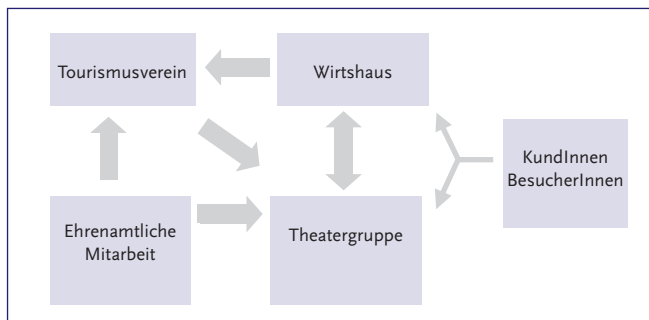 Tourismusverein
Wirtshaus
KundInnen
BesucherInnen
Ehrenamtliche
Mitarbeit
Theatergruppe